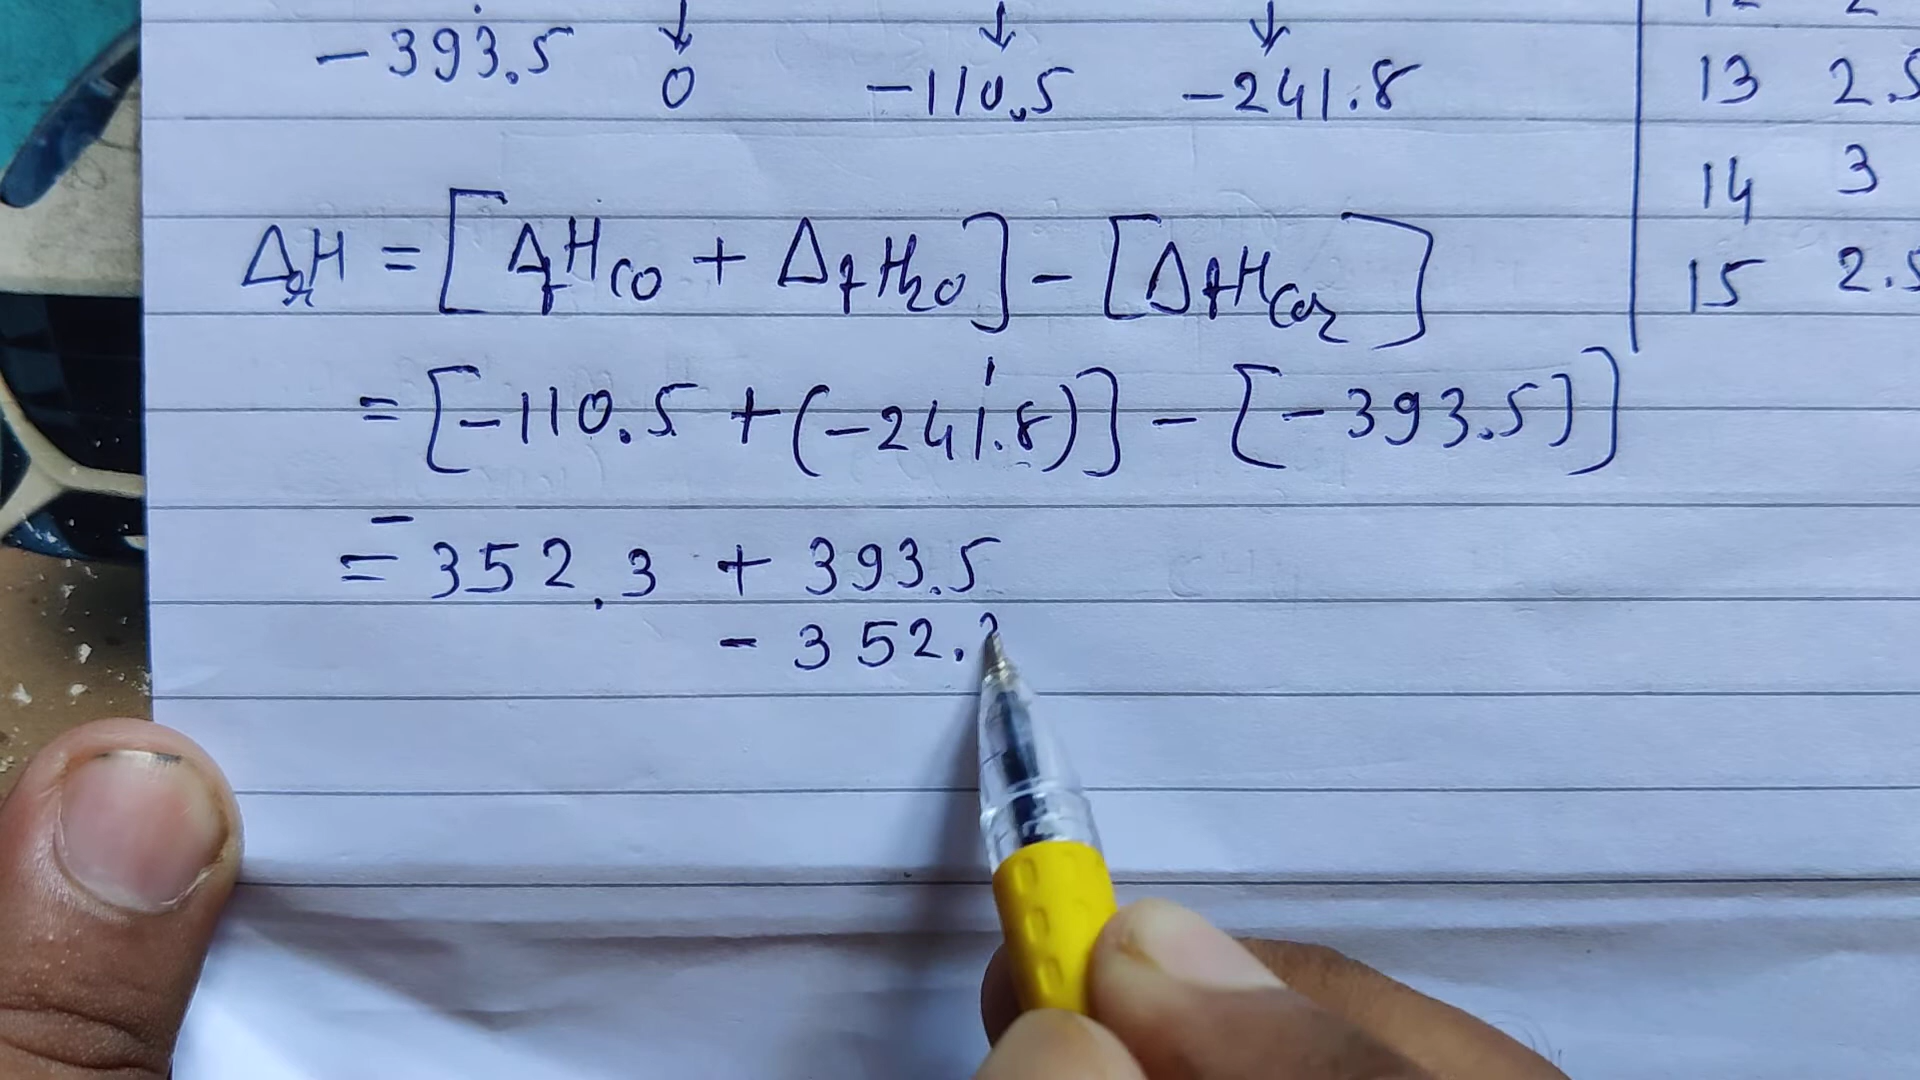 -393.5 ↓ ↓ ↓
0 -110.5 -241.8
ΔrH = [ΔfHCO + ΔfH2O] - [ΔfHCO2]
= [-110.5 + (-241.8)] - [-393.5)]
= -352.3 + 393.5
- 352.
13 2.5
14 3
15 2.5